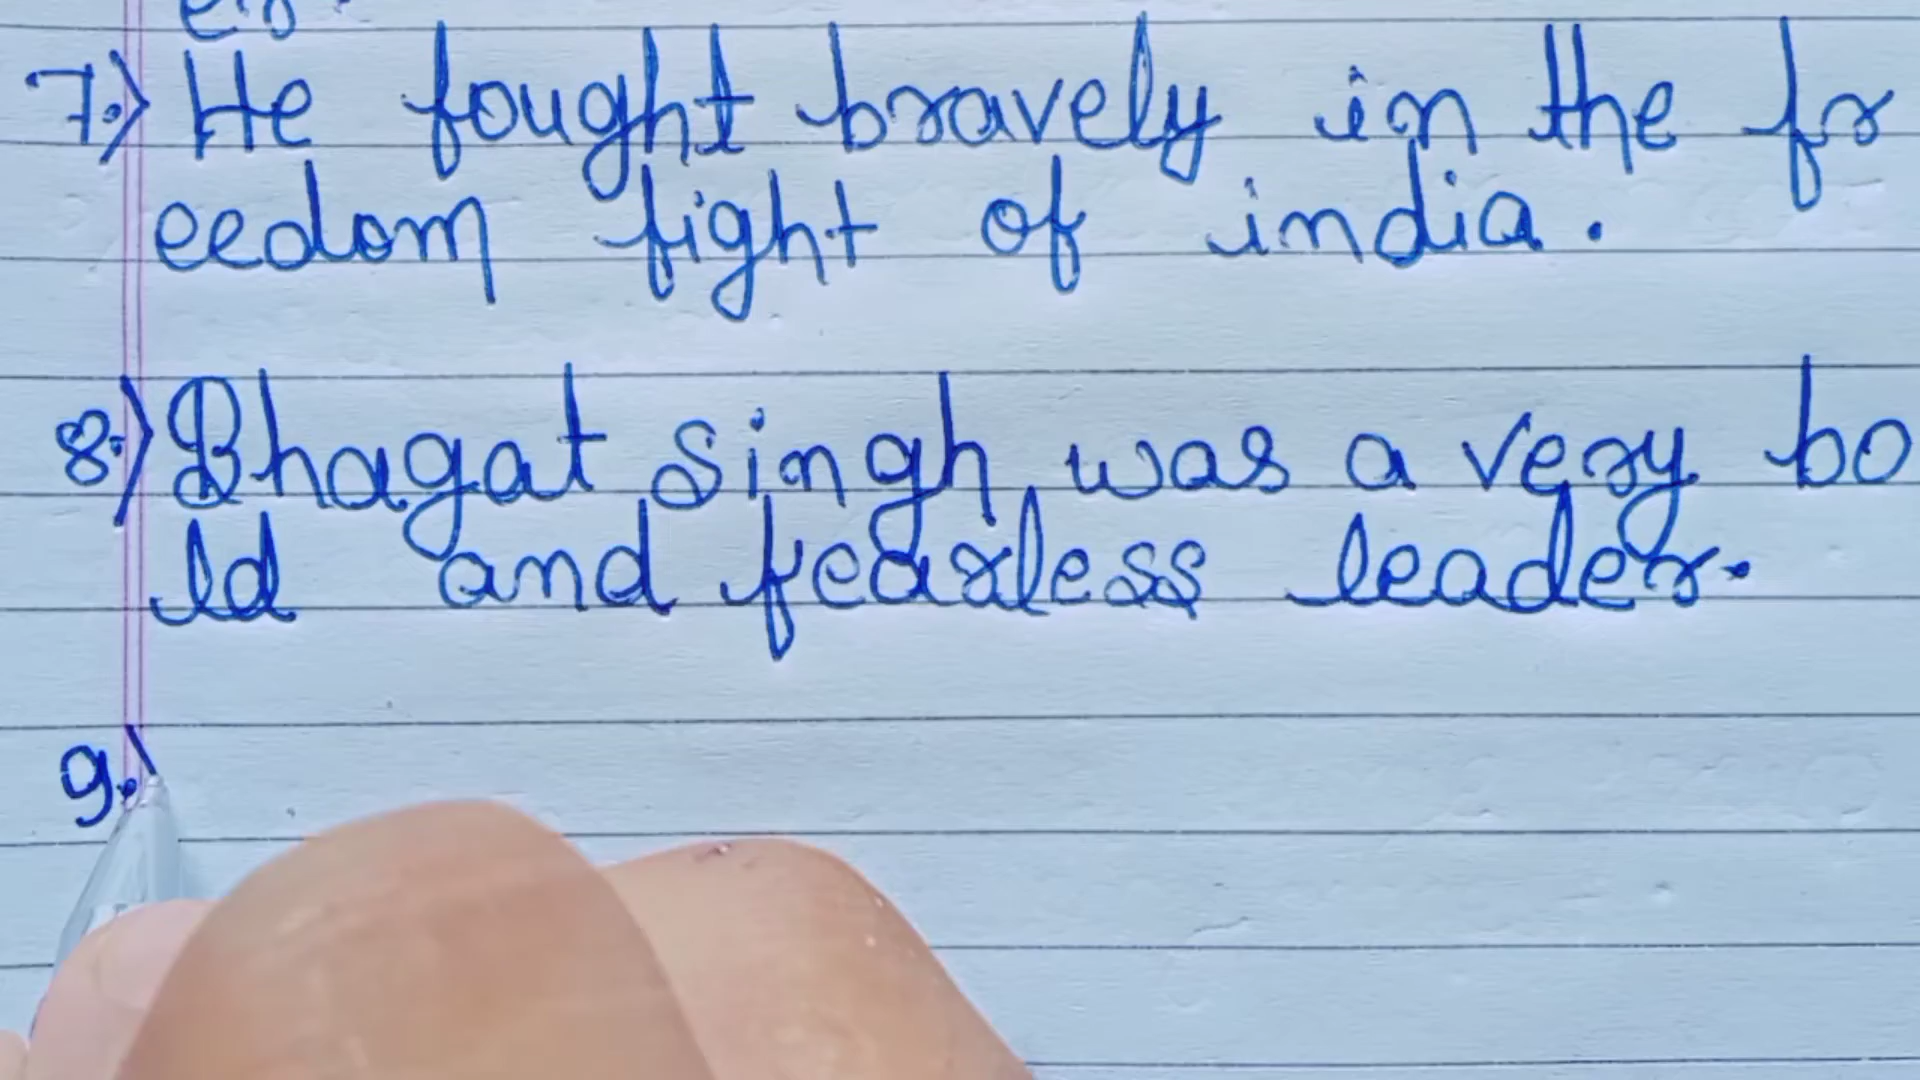 7.) He fought bravely in the fr
eedom fight of india.
8.) Bhagat singh was a very bo
ld and fearless leader.
9.)